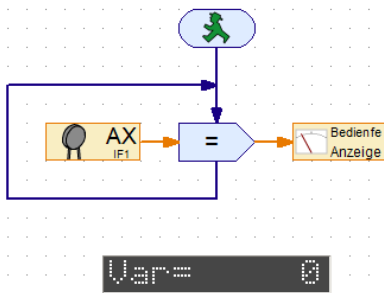 AX
IF1
=
Bedienfe
Anzeige
Var= 0